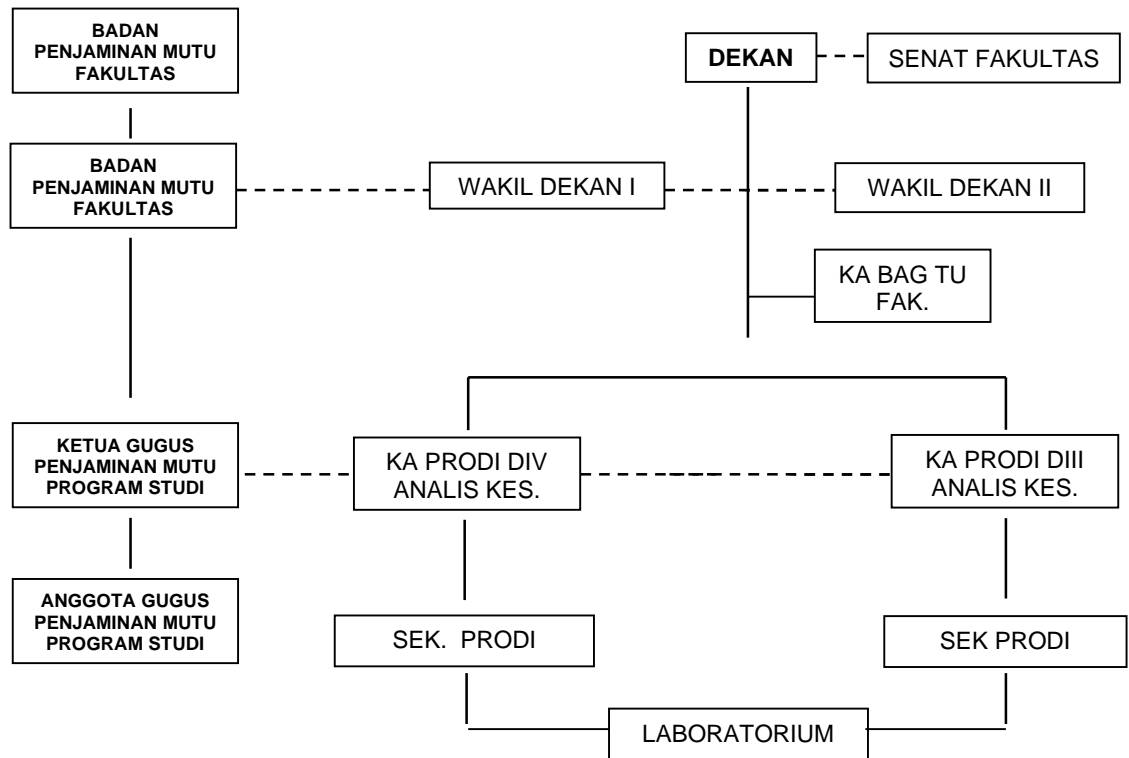 BADAN
PENJAMINAN MUTU
FAKULTAS
DEKAN
SENAT FAKULTAS
BADAN
PENJAMINAN MUTU
FAKULTAS
WAKIL DEKAN I
WAKIL DEKAN II
KA BAG TU
FAK.
KETUA GUGUS
PENJAMINAN MUTU
PROGRAM STUDI
KA PRODI DIV
ANALIS KES.
KA PRODI DIII
ANALIS KES.
ANGGOTA GUGUS
PENJAMINAN MUTU
PROGRAM STUDI
SEK. PRODI
SEK PRODI
LABORATORIUM